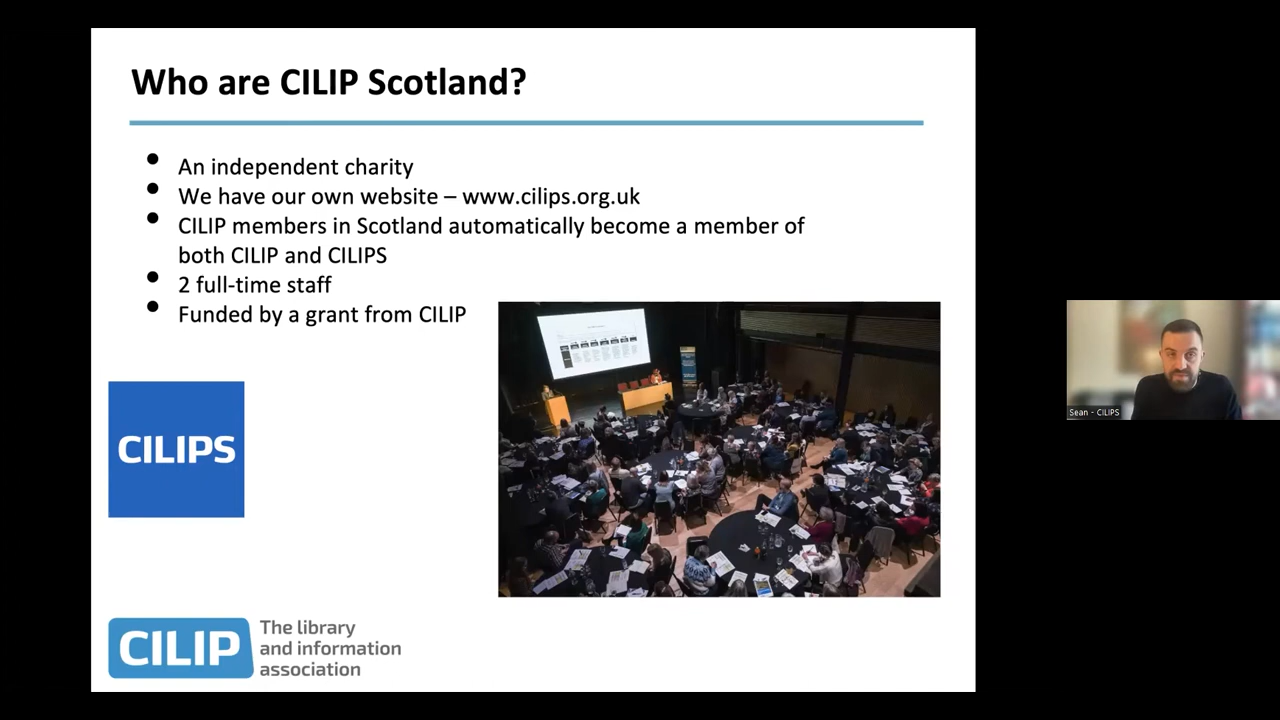 Who are CILIP Scotland?
• An independent charity
• We have our own website – www.cilips.org.uk
• CILIP members in Scotland automatically become a member of
both CILIP and CILIPS
• 2 full-time staff
• Funded by a grant from CILIP
CILIPS
Sean - CILIPS
CILIP
The library
and information
association